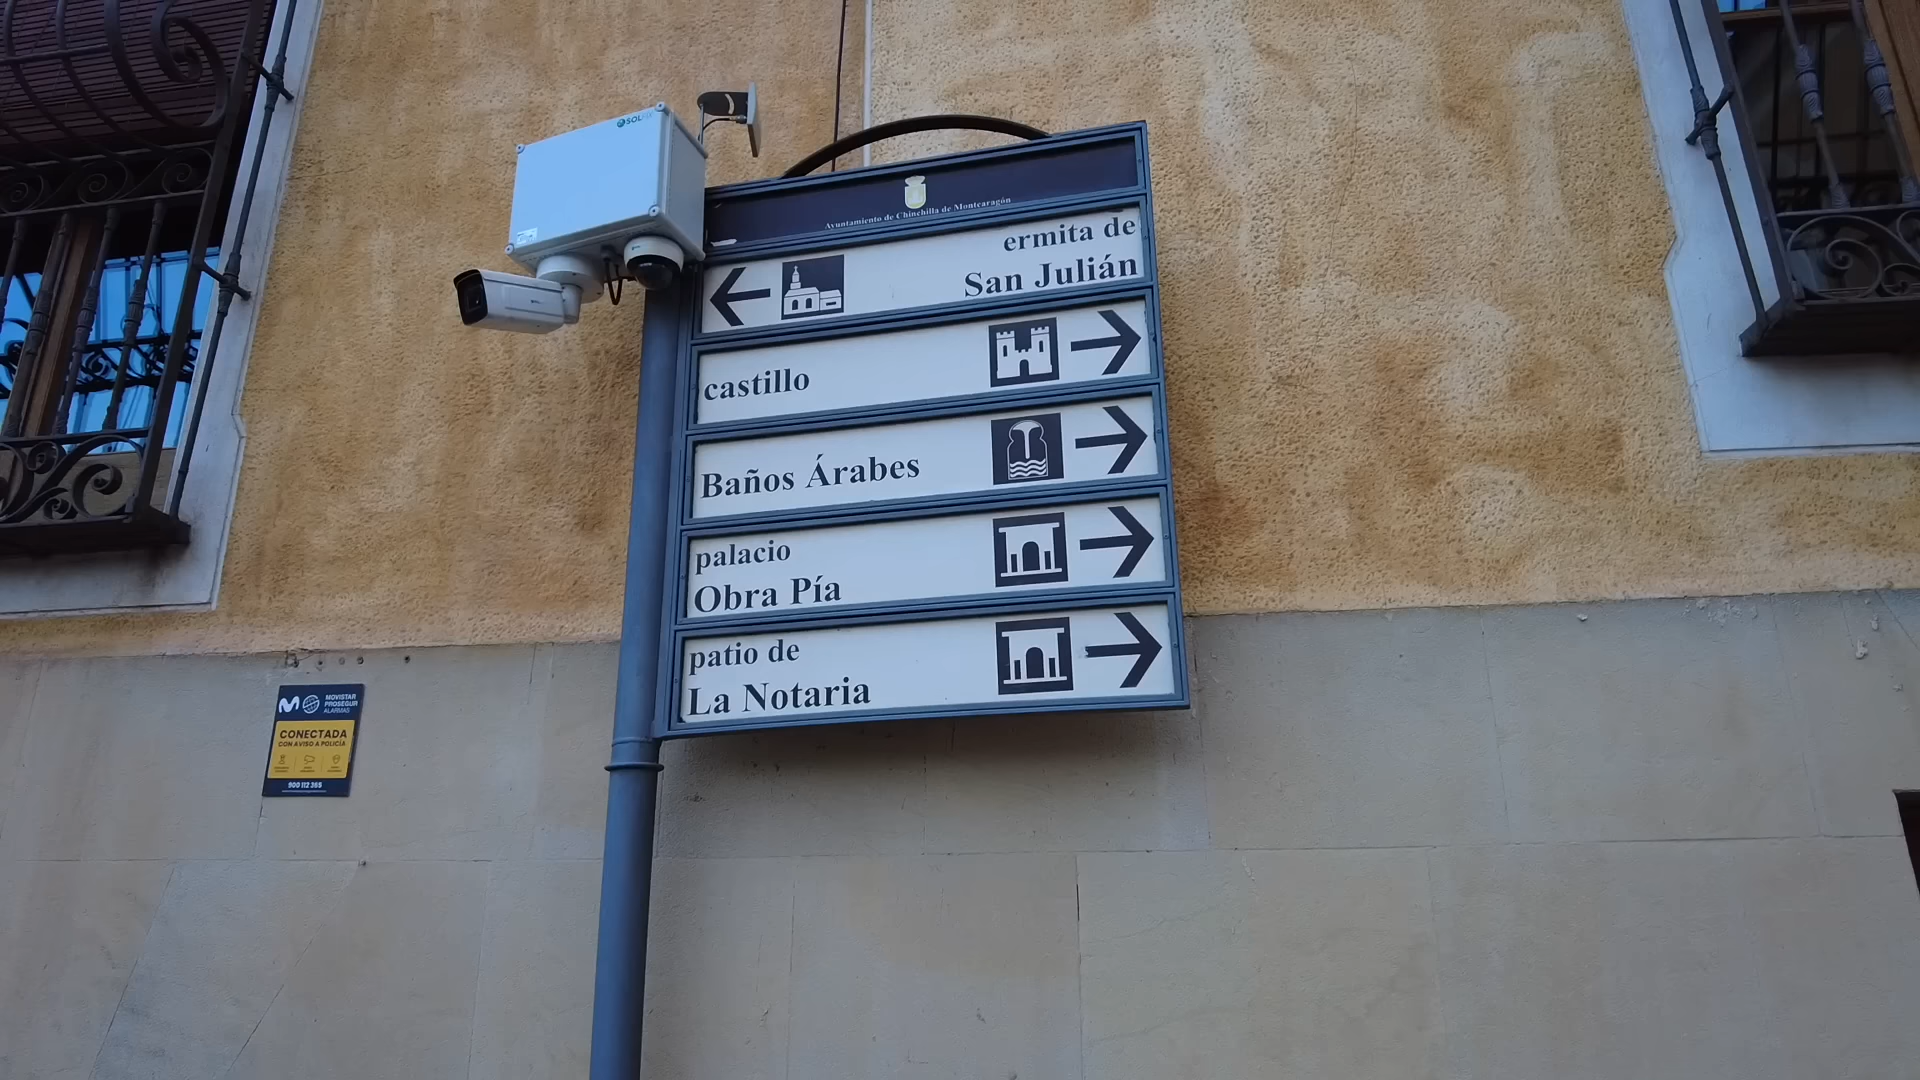 SOL
Ayuntamiento de Chinchilla de Montearagón
ermita de
San Julián
castillo
Baños Árabes
palacio
Obra Pía
patio de
La Notaria
MOVISTAR
PROSEGUR
ALARMAS
CONECTADA
CON AVISO A POLICÍA
900 112 365